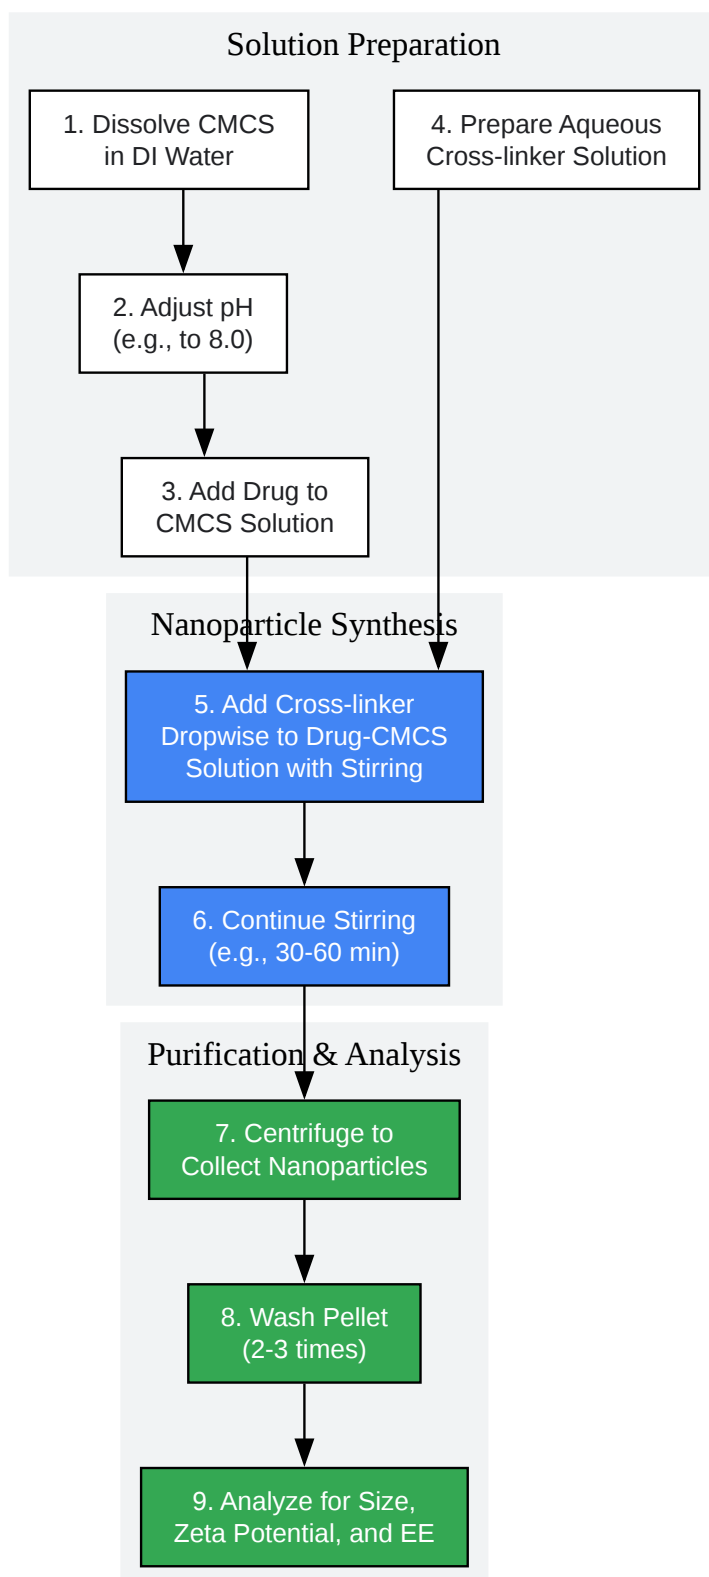 Solution Preparation
1. Dissolve CMCS
in DI Water
4. Prepare Aqueous
Cross-linker Solution
2. Adjust pH
(e.g., to 8.0)
3. Add Drug to
CMCS Solution
Nanoparticle Synthesis
5. Add Cross-linker
Dropwise to Drug-CMCS
Solution with Stirring
6. Continue Stirring
(e.g., 30-60 min)
Purification & Analysis
7. Centrifuge to
Collect Nanoparticles
8. Wash Pellet
(2-3 times)
9. Analyze for Size,
Zeta Potential, and EE